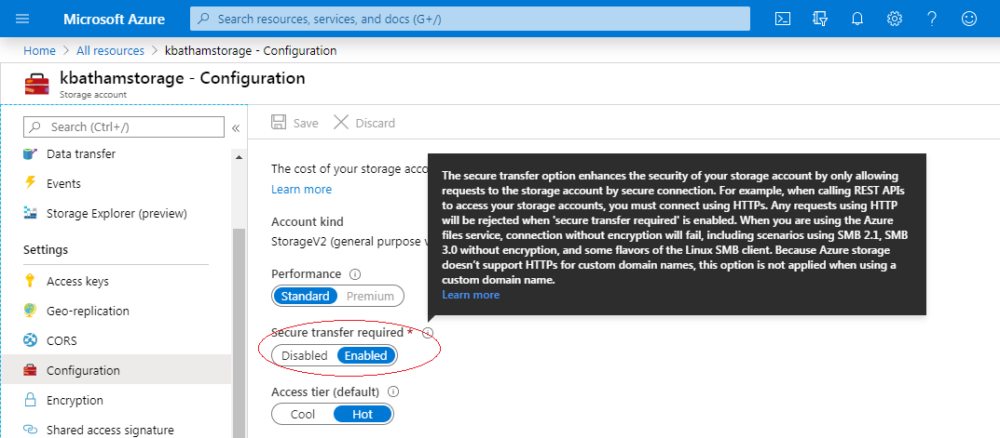 Microsoft Azure
Search resources, services, and docs (G+/)
Home > All resources > kbathamstorage - Configuration
kbathamstorage - Configuration
Storage account
Search (Ctrl+/)
«
Data transfer
Events
Storage Explorer (preview)
Settings
Access keys
Geo-replication
CORS
Configuration
Encryption
Shared access signature
Save
Discard
The cost of your storage acco
Learn more
Account kind
StorageV2 (general purpose v
Performance
Standard
Premium
Secure transfer required *
Disabled
Enabled
Access tier (default)
Cool
Hot
The secure transfer option enhances the security of your storage account by only allowing
requests to the storage account by secure connection. For example, when calling REST APIs
to access your storage accounts, you must connect using HTTPs. Any requests using HTTP
will be rejected when 'secure transfer required' is enabled. When you are using the Azure
files service, connection without encryption will fail, including scenarios using SMB 2.1, SMB
3.0 without encryption, and some flavors of the Linux SMB client. Because Azure storage
doesn't support HTTPs for custom domain names, this option is not applied when using a
custom domain name.
Learn more